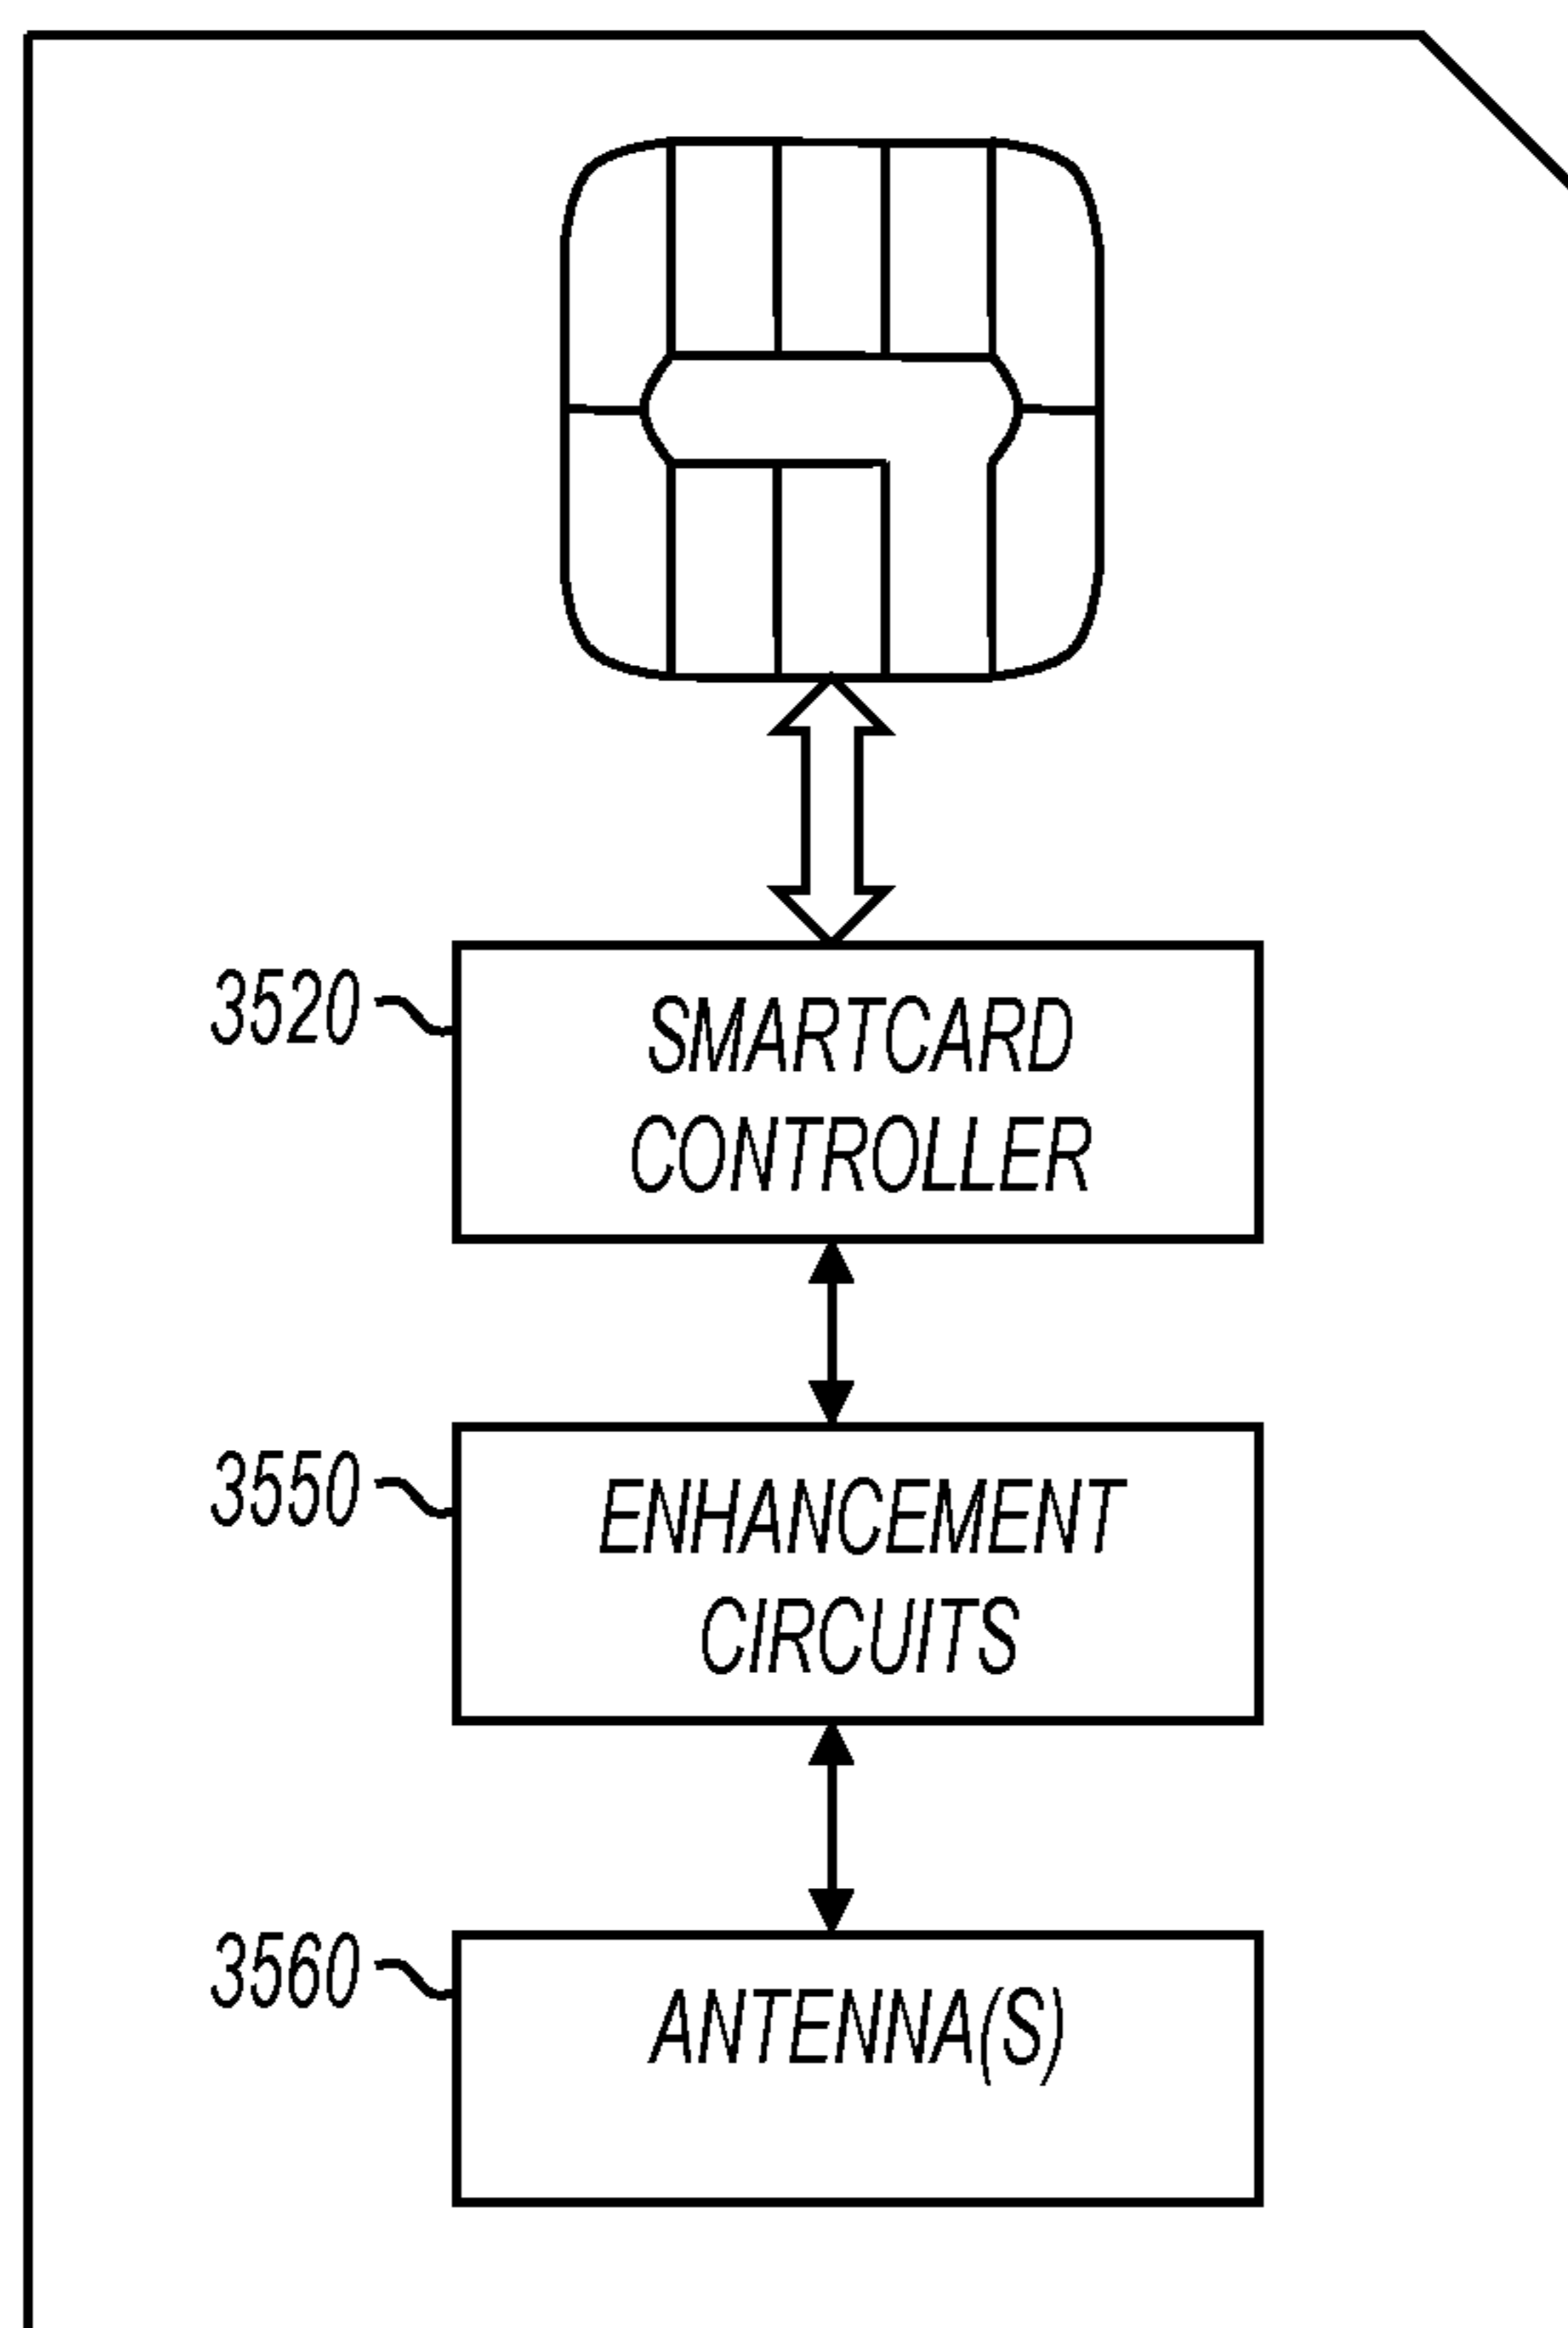 3520
SMARTCARD
CONTROLLER
3550
ENHANCEMENT
CIRCUITS
3560
ANTENNA(S)